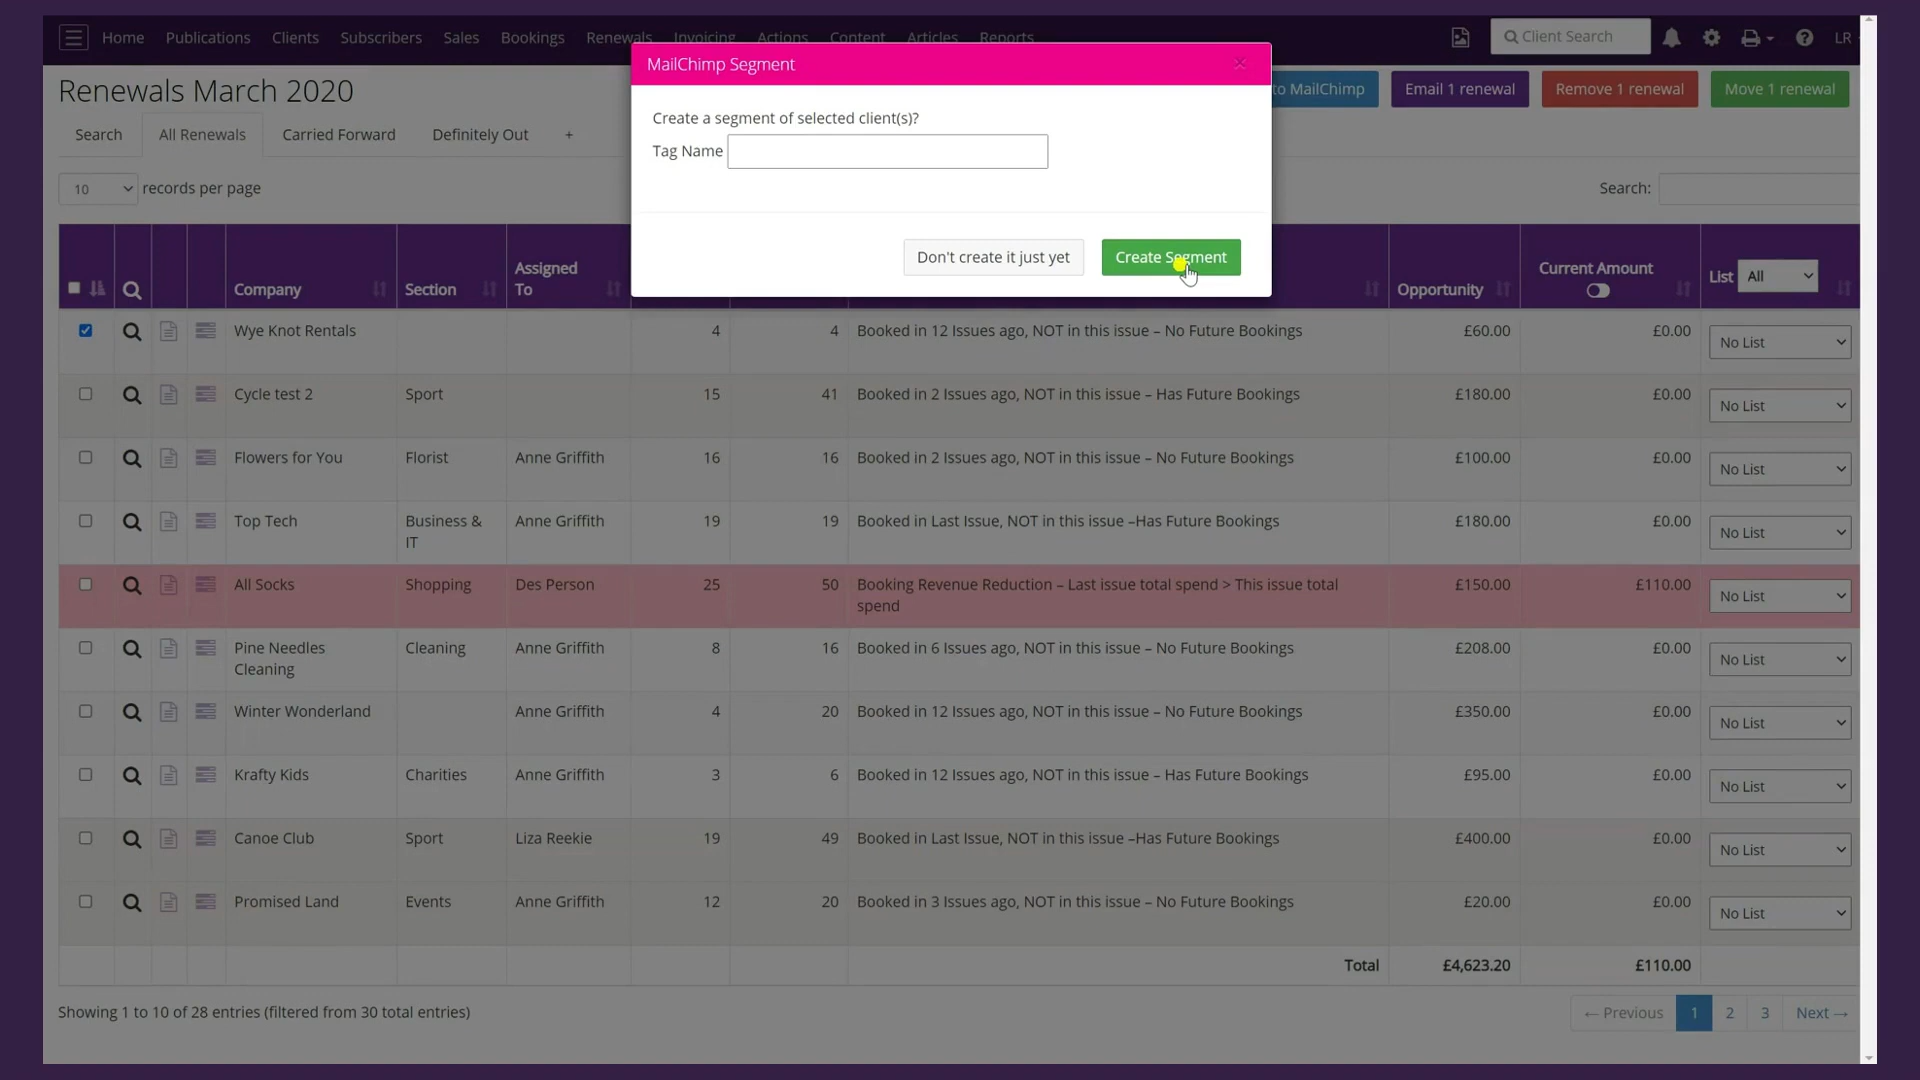 Home Publications Clients Subscribers Sales Bookings Renewals Invoicing Actions Content Articles Reports Client Search LR
MailChimp Segment ×
Renewals March 2020
to MailChimp Email 1 renewal Remove 1 renewal Move 1 renewal
Create a segment of selected client(s)?
Search All Renewals Carried Forward Definitely Out +
Tag Name
10 records per page Search:
Don't create it just yet Create Segment
Company Section Assigned To Opportunity Current Amount List All
Wye Knot Rentals 4 4 Booked in 12 Issues ago, NOT in this issue – No Future Bookings £60.00 £0.00 No List
Cycle test 2 Sport 15 41 Booked in 2 Issues ago, NOT in this issue – Has Future Bookings £180.00 £0.00 No List
Flowers for You Florist Anne Griffith 16 16 Booked in 2 Issues ago, NOT in this issue – No Future Bookings £100.00 £0.00 No List
Top Tech Business & IT Anne Griffith 19 19 Booked in Last Issue, NOT in this issue –Has Future Bookings £180.00 £0.00 No List
All Socks Shopping Des Person 25 50 Booking Revenue Reduction – Last issue total spend > This issue total spend £150.00 £110.00 No List
Pine Needles Cleaning Cleaning Anne Griffith 8 16 Booked in 6 Issues ago, NOT in this issue – No Future Bookings £208.00 £0.00 No List
Winter Wonderland Anne Griffith 4 20 Booked in 12 Issues ago, NOT in this issue – No Future Bookings £350.00 £0.00 No List
Krafty Kids Charities Anne Griffith 3 6 Booked in 12 Issues ago, NOT in this issue – Has Future Bookings £95.00 £0.00 No List
Canoe Club Sport Liza Reekie 19 49 Booked in Last Issue, NOT in this issue –Has Future Bookings £400.00 £0.00 No List
Promised Land Events Anne Griffith 12 20 Booked in 3 Issues ago, NOT in this issue – No Future Bookings £20.00 £0.00 No List
Total £4,623.20 £110.00
Showing 1 to 10 of 28 entries (filtered from 30 total entries) ← Previous 1 2 3 Next →